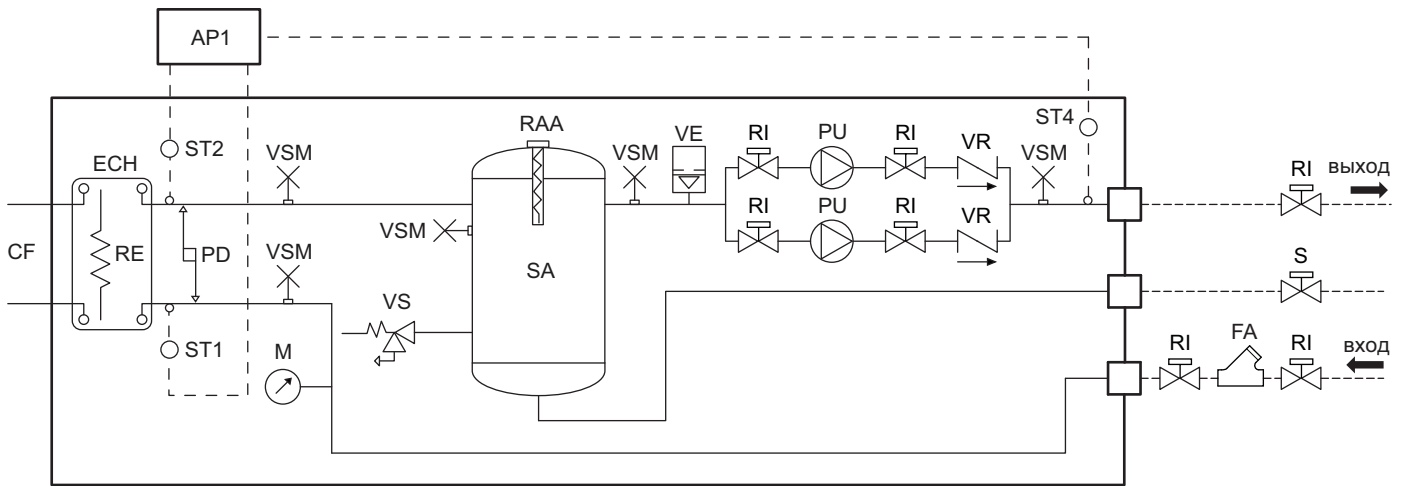 AP1
ST4
RAA
VE
RI
PU
RI
VR
ST2
VSM
VSM
VSM
RI
выход
ECH
RI
PU
RI
VR
VSM
CF
RE
PD
VSM
SA
S
VS
ST1
M
RI
FA
RI
вход